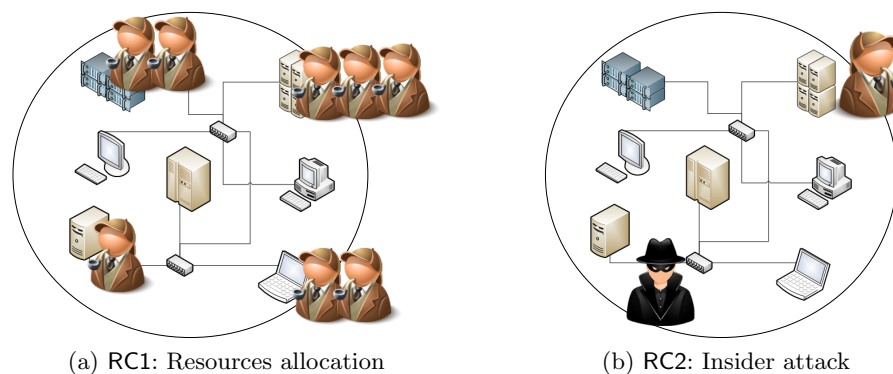 (a) RC1: Resources allocation
(b) RC2: Insider attack